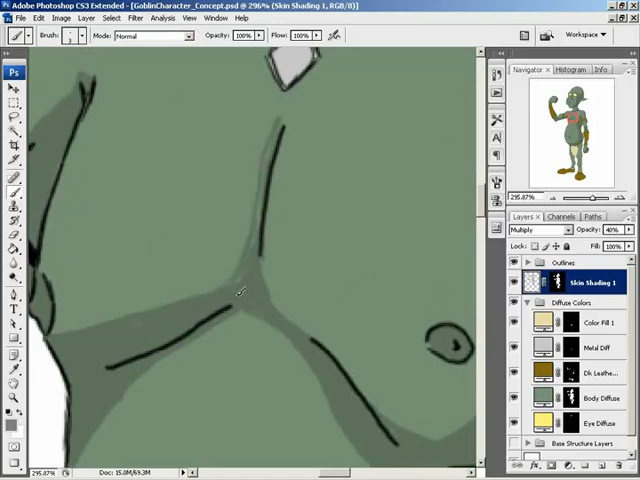 Adobe Photoshop CS3 Extended - [GoblinCharacter_Concept.psd @ 296% (Skin Shading 1, RGB/8)]
File Edit Image Layer Select Filter Analysis View Window Help
Brush: Mode: Normal Opacity: 100% Flow: 100% Workspace
Ps
Navigator Histogram Info
295.87%
Layers Channels Paths
Multiply Opacity: 40%
Lock: Fill: 100%
Outlines
Skin Shading 1
Diffuse Colors
Color Fill 1
Metal Diff
Dk Leathe...
Body Diffuse
Eye Diffuse
Base Structure Layers
295.87% Doc: 15.0M/69.3M